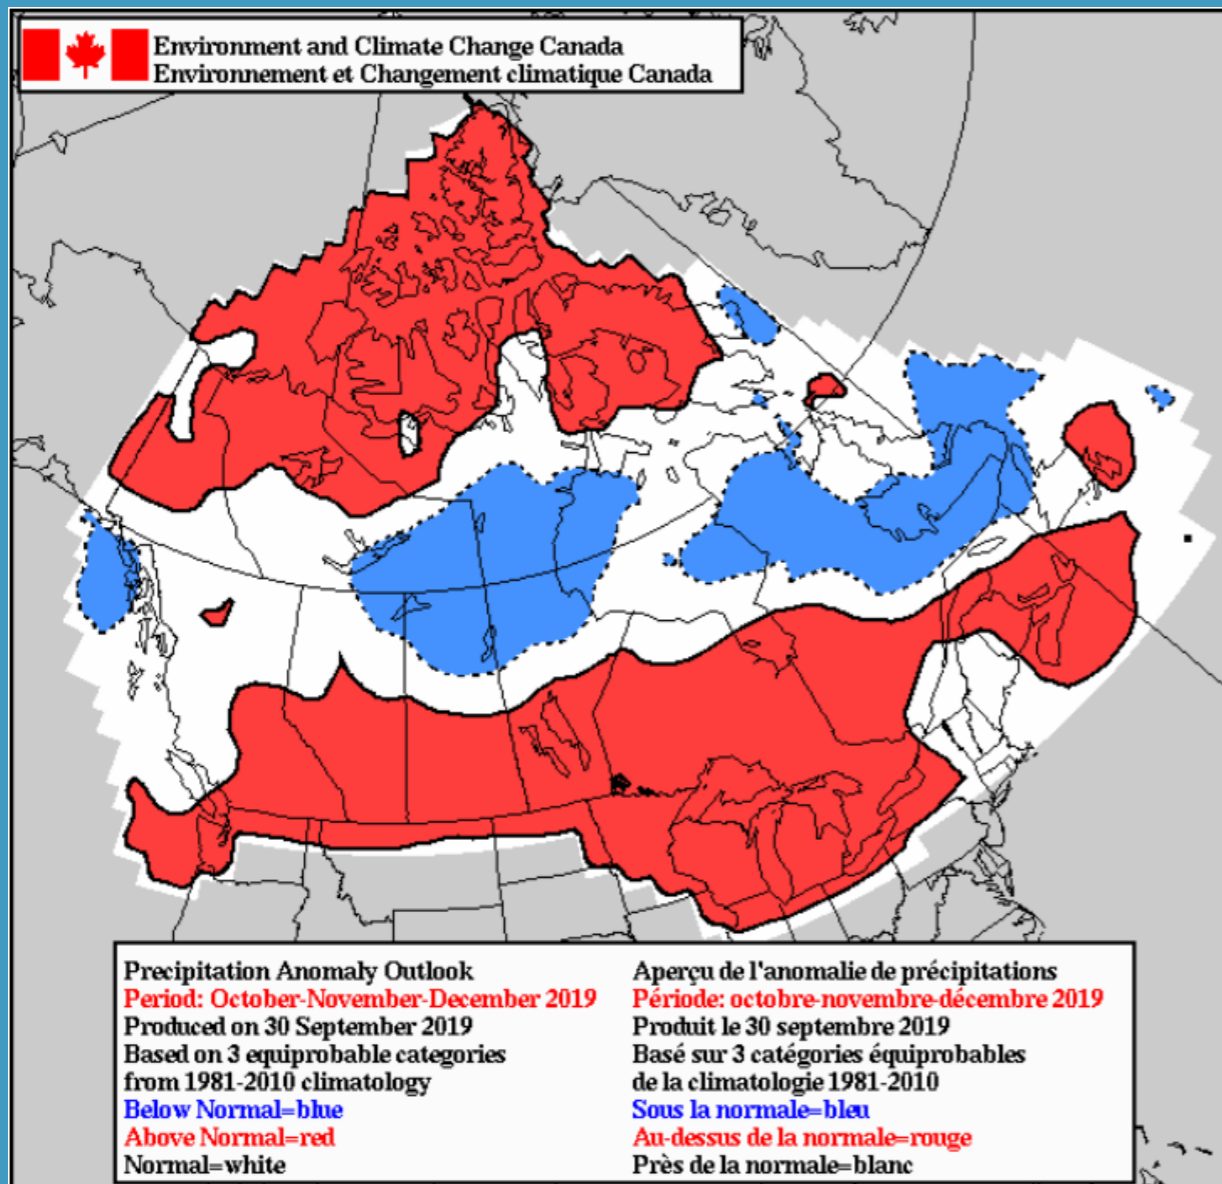 Environment and Climate Change Canada
Environnement et Changement climatique Canada
Precipitation Anomaly Outlook
Period: October-November-December 2019
Produced on 30 September 2019
Based on 3 equiprobable categories
from 1981-2010 climatology
Below Normal=blue
Above Normal=red
Normal=white
Aperçu de l'anomalie de précipitations
Période: octobre-novembre-décembre 2019
Produit le 30 septembre 2019
Basé sur 3 catégories équiprobables
de la climatologie 1981-2010
Sous la normale=bleu
Au-dessus de la normale=rouge
Près de la normale=blanc